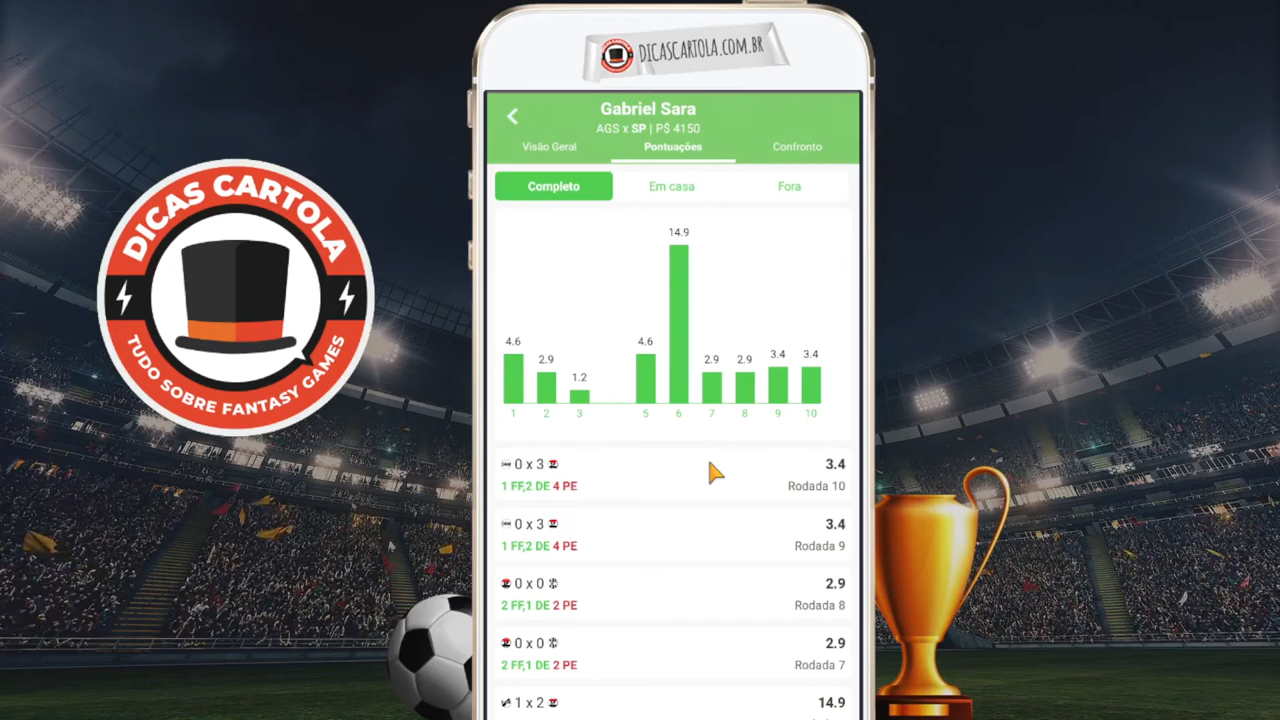 DICASCARTOLA.COM.BR
DICAS CARTOLA
TUDO SOBRE FANTASY GAMES
Gabriel Sara
AGS x SP | P$ 4150
Visão Geral
Pontuações
Confronto
Completo
Em casa
Fora
14.9
4.6
2.9
1.2
4.6
2.9
2.9
3.4
3.4
1
2
3
5
6
7
8
9
10
0 x 3
3.4
1 FF,2 DE 4 PE
Rodada 10
0 x 3
3.4
1 FF,2 DE 4 PE
Rodada 9
0 x 0
2.9
2 FF,1 DE 2 PE
Rodada 8
0 x 0
2.9
2 FF,1 DE 2 PE
Rodada 7
1 x 2
14.9